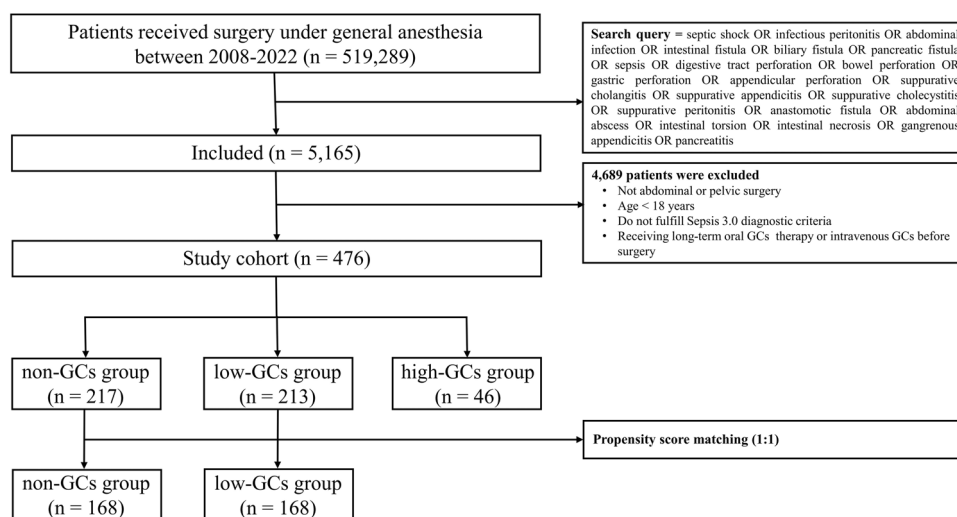 Patients received surgery under general anesthesia
between 2008-2022 (n = 519,289)
Search query = septic shock OR infectious peritonitis OR abdominal
infection OR intestinal fistula OR biliary fistula OR pancreatic fistula
OR sepsis OR digestive tract perforation OR bowel perforation OR
gastric perforation OR appendicular perforation OR suppurative
cholangitis OR suppurative appendicitis OR suppurative cholecystitis
OR suppurative peritonitis OR anastomotic fistula OR abdominal
abscess OR intestinal torsion OR intestinal necrosis OR gangrenous
appendicitis OR pancreatitis
Included (n = 5,165)
4,689 patients were excluded
• Not abdominal or pelvic surgery
• Age < 18 years
• Do not fulfill Sepsis 3.0 diagnostic criteria
• Receiving long-term oral GCs therapy or intravenous GCs before
surgery
Study cohort (n = 476)
non-GCs group
(n = 217)
low-GCs group
(n = 213)
high-GCs group
(n = 46)
Propensity score matching (1:1)
non-GCs group
(n = 168)
low-GCs group
(n = 168)